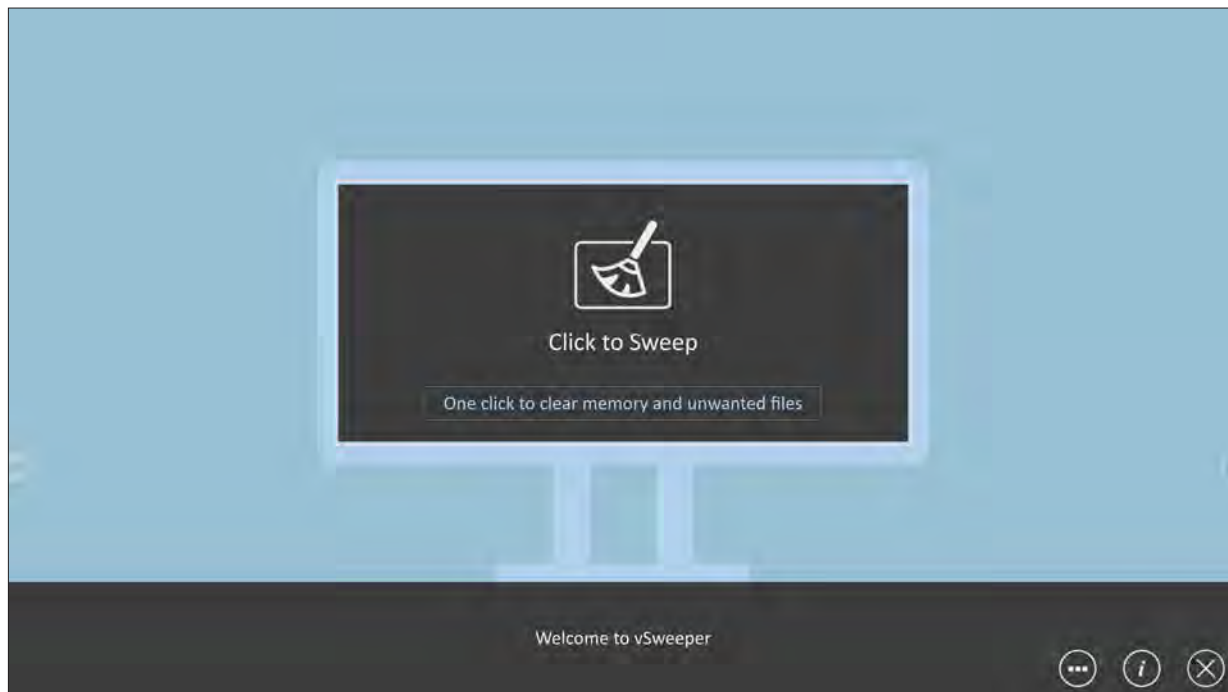 Click to Sweep
One click to clear memory and unwanted files
Welcome to vSweeper
i